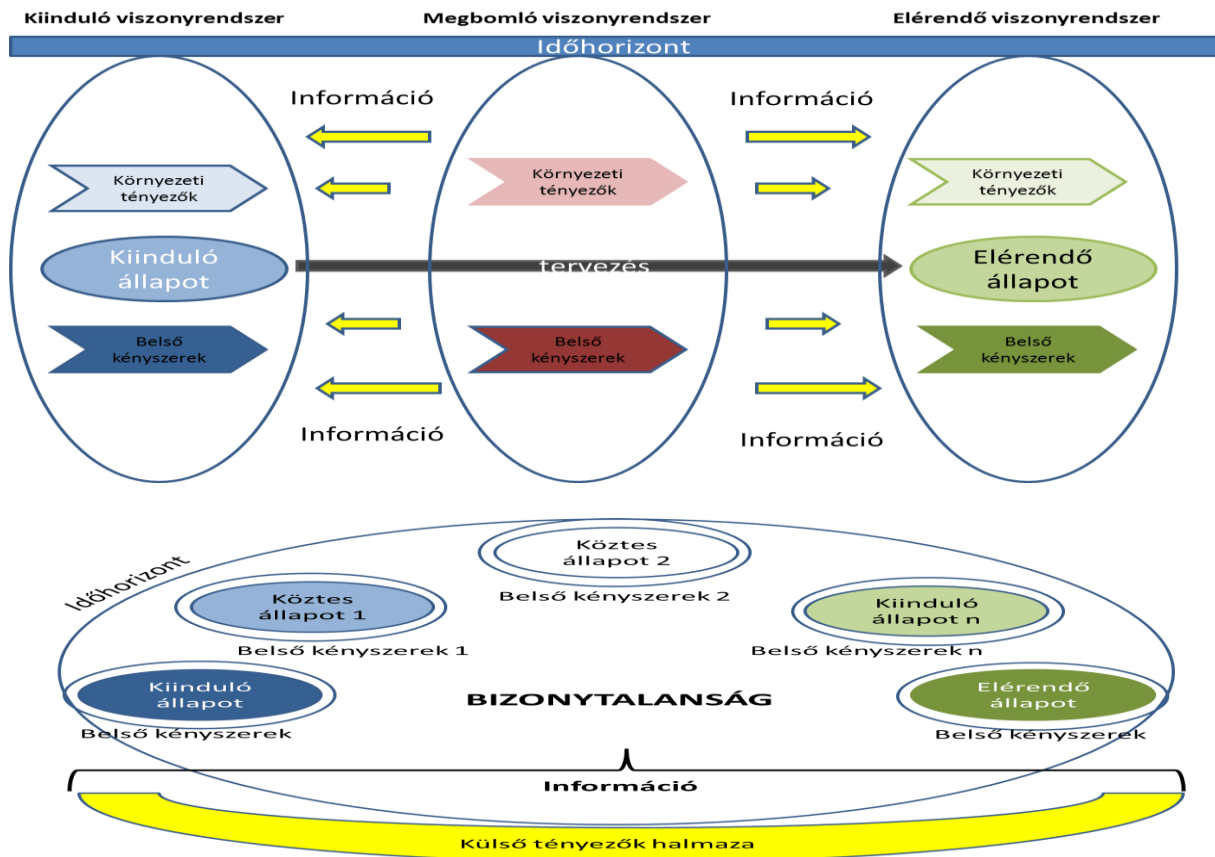 Kiinduló viszonyrendszer
Megbomló viszonyrendszer
Elérendő viszonyrendszer
Időhorizont
Információ
Információ
Környezeti
tényezők
Környezeti
tényezők
Környezeti
tényezők
Kiinduló
állapot
tervezés
Elérendő
állapot
Belső
kényszerek
Belső
kényszerek
Belső
kényszerek
Információ
Információ
Időhorizont
Köztes
állapot 2
Belső kényszerek 2
Köztes
állapot 1
Belső kényszerek 1
Kiinduló
állapot n
Belső kényszerek n
Kiinduló
állapot
Belső kényszerek
BIZONYTALANSÁG
Elérendő
állapot
Belső kényszerek
Információ
Külső tényezők halmaza